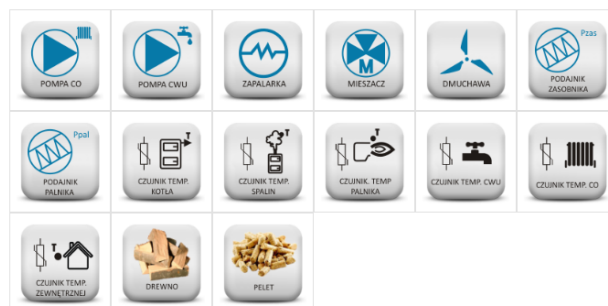 POMPA CO
POMPA CWU
ZAPALARKA
M
MIESZACZ
DMUCHAWA
Pzas
PODAJNIK
ZASOBNIKA
Ppal
PODAJNIK
PALNIKA
T
CZUJNIK TEMP.
KOTŁA
T
CZUJNIK TEMP.
SPALIN
T
CZUJNIK. TEMP
PALNIKA
CZUJNIK TEMP. CWU
CZUJNIK TEMP. CO
T
CZUJNIK TEMP.
ZEWNĘTRZNEJ
DREWNO
PELET